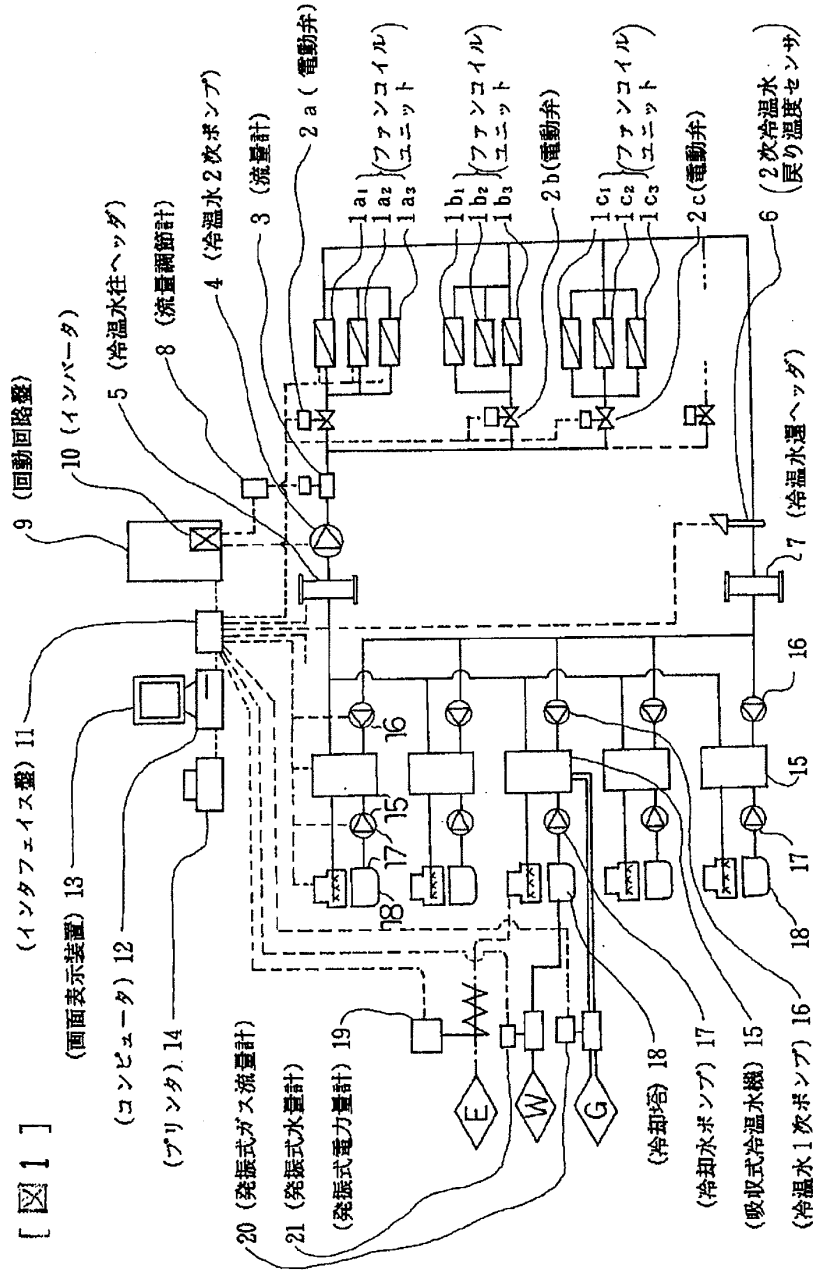 [図1]
(インタフェイス盤) 11
(画面表示装置) 13
(コンピュータ) 12
(プリンタ) 14
20 (発振式ガス流量計)
21 (発振式水量計)
(発振式電力量計) 19
9 (回動回路盤)
10 (インバータ)
5 (冷温水往ヘッダ)
8 (流量調節計)
4 (冷温水2次ポンプ)
3 (流量計)
2a (電動弁)
1a1
1a2
1a3
(ファンコイルユニット)
1b1
1b2
1b3
(ファンコイルユニット)
2b (電動弁)
1c1
1c2
1c3
(ファンコイルユニット)
2c (電動弁)
6 (2次冷温水戻り温度センサ)
7 (冷温水還ヘッダ)
15
16
17
18
E
W
G
16
15
17
18
(冷却塔) 18
(冷却水ポンプ) 17
(吸収式冷温水機) 15
(冷温水1次ポンプ) 16